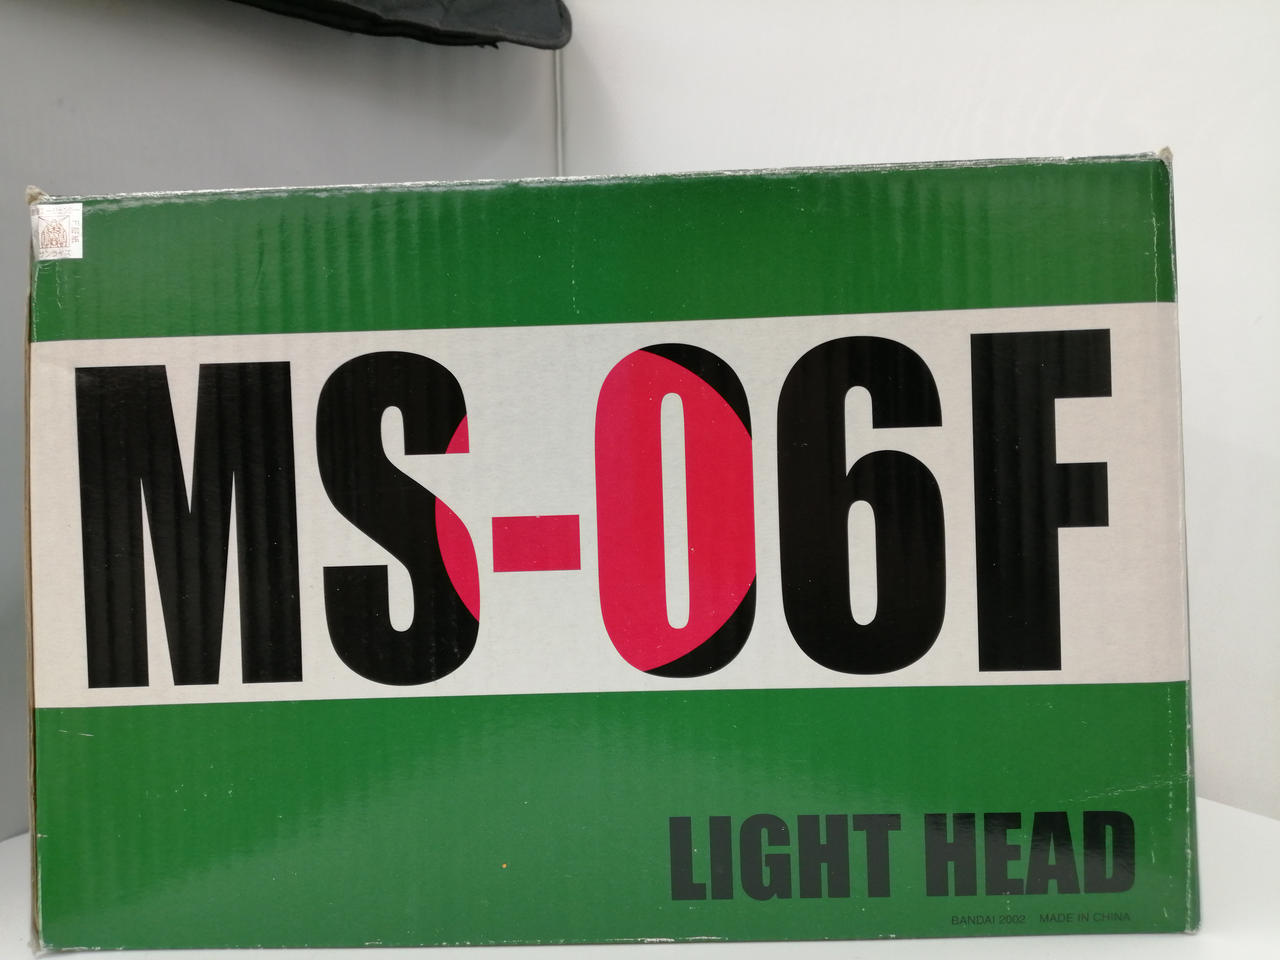 MS-06F
LIGHT HEAD
BANDAI 2002 MADE IN CHINA